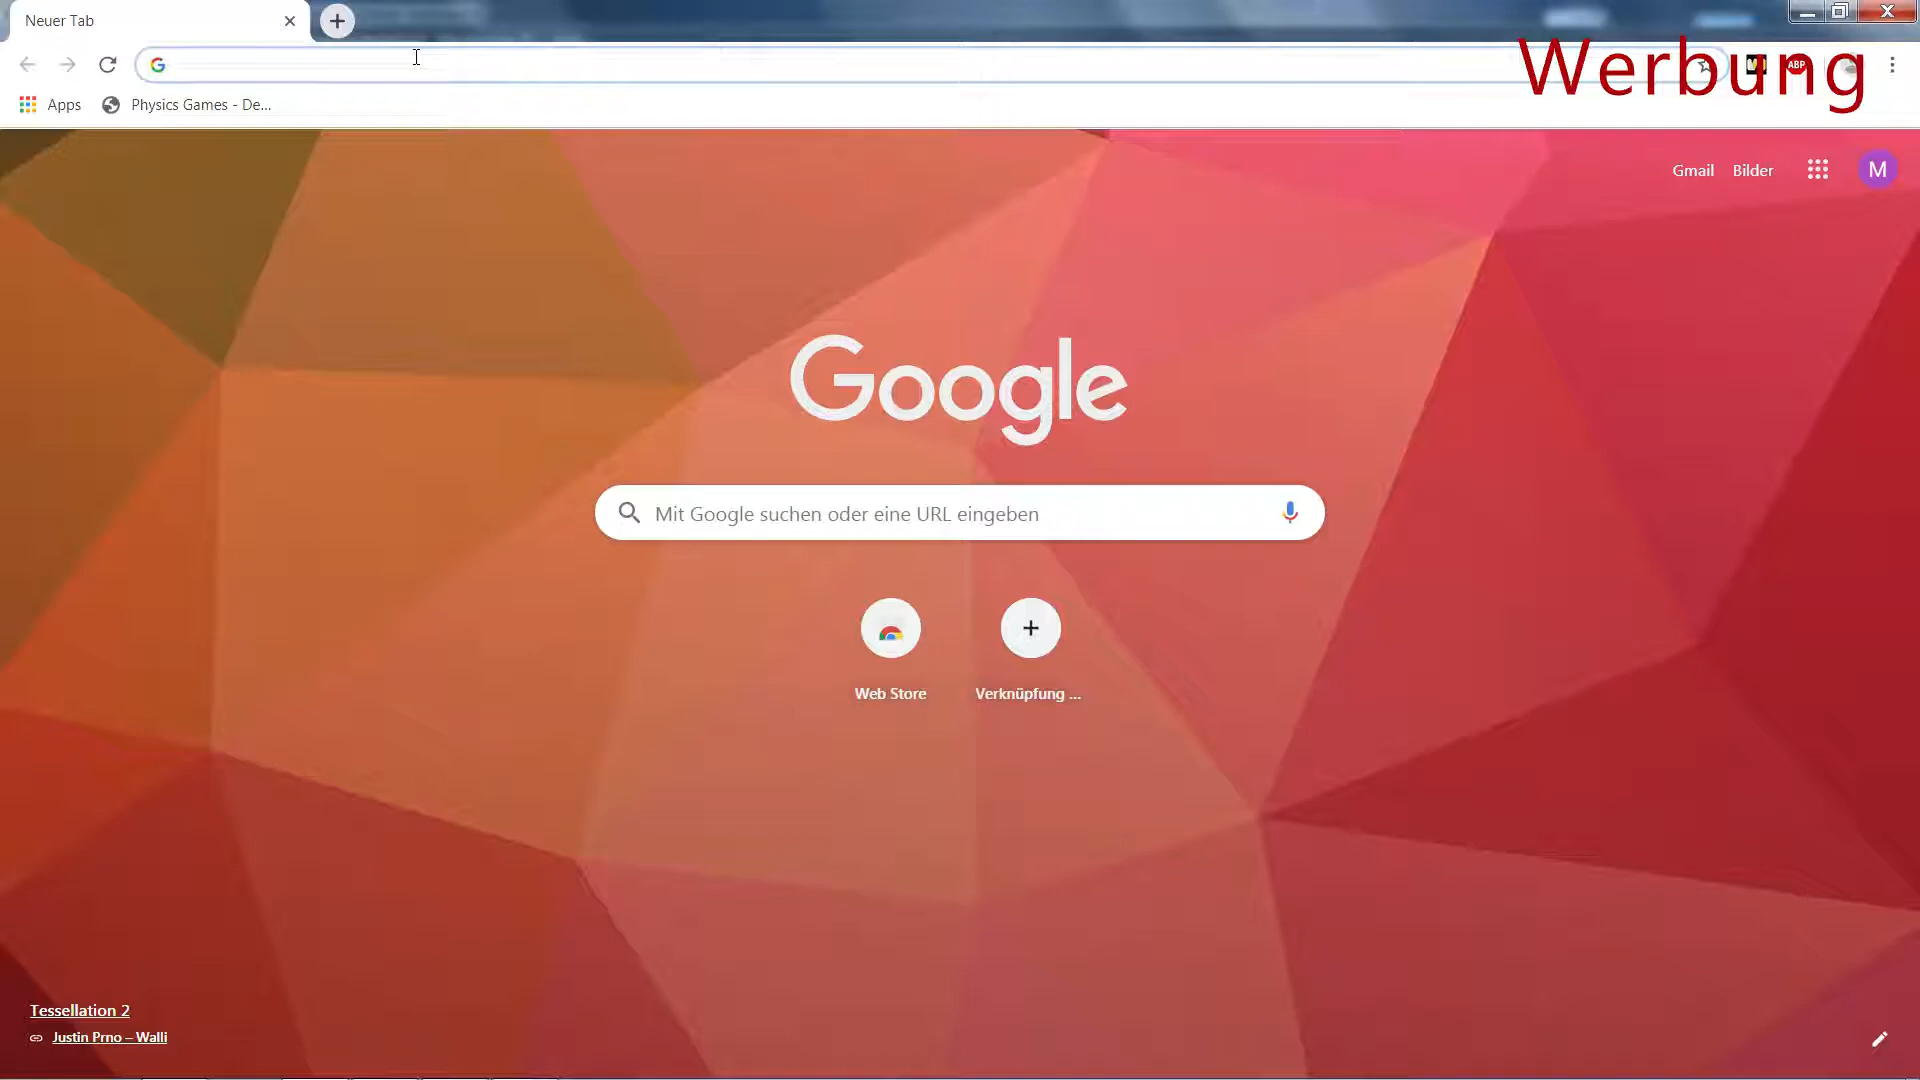 Neuer Tab
Werbung
ABP
Apps
Physics Games - De...
Gmail
Bilder
M
Google
Mit Google suchen oder eine URL eingeben
Web Store
Verknüpfung ...
Tessellation 2
Justin Prno – Walli